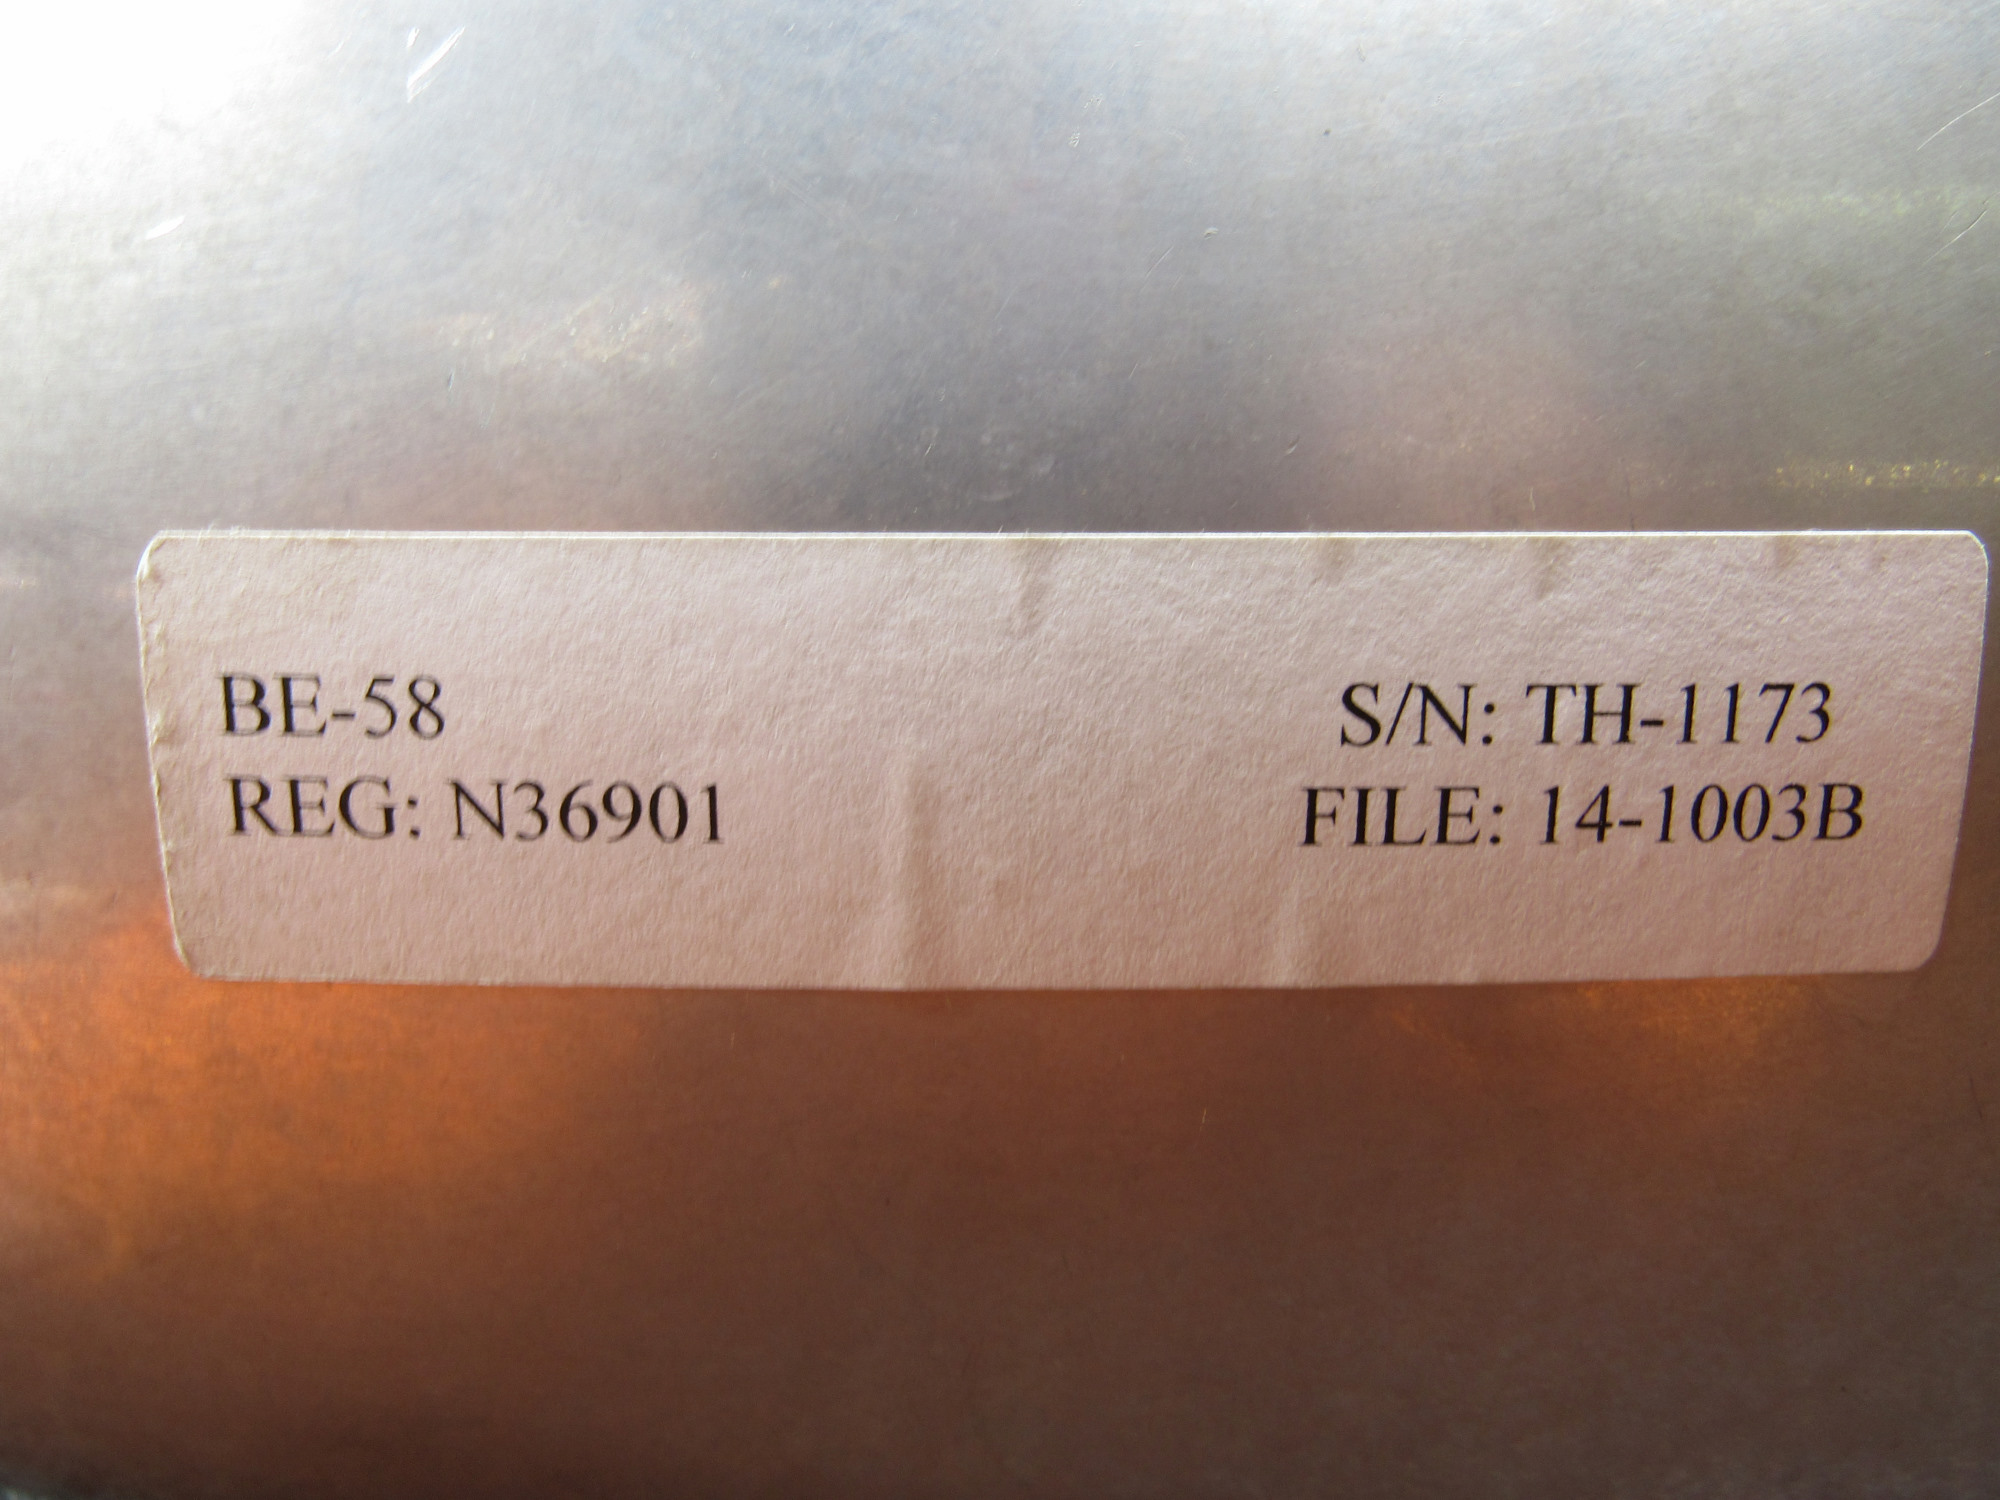 BE-58 S/N: TH-1173
REG: N36901 FILE: 14-1003B